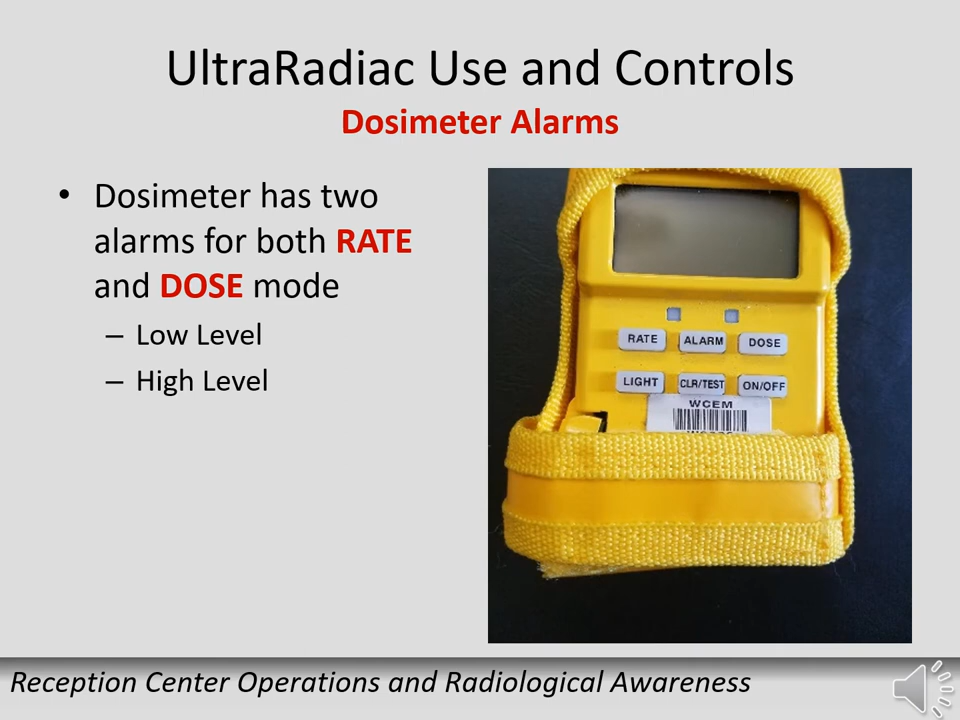 UltraRadiac Use and Controls
Dosimeter Alarms
• Dosimeter has two
alarms for both RATE
and DOSE mode
– Low Level
– High Level
RATE ALARM DOSE
LIGHT CLR/TEST ON/OFF
WCEM
Reception Center Operations and Radiological Awareness